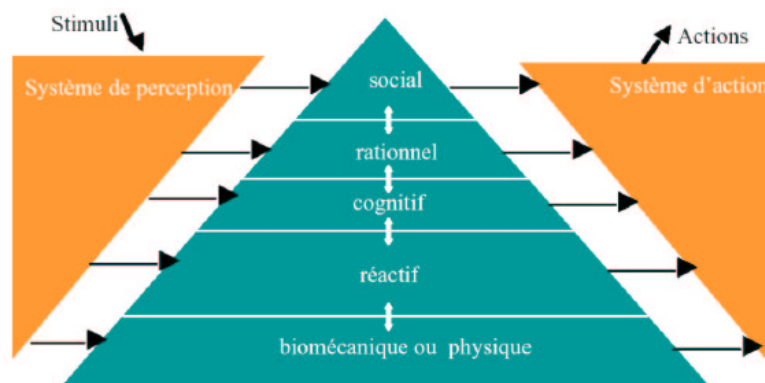 Stimuli
Actions
Système de perception
social
Système d'action
rationnel
cognitif
réactif
biomécanique ou physique